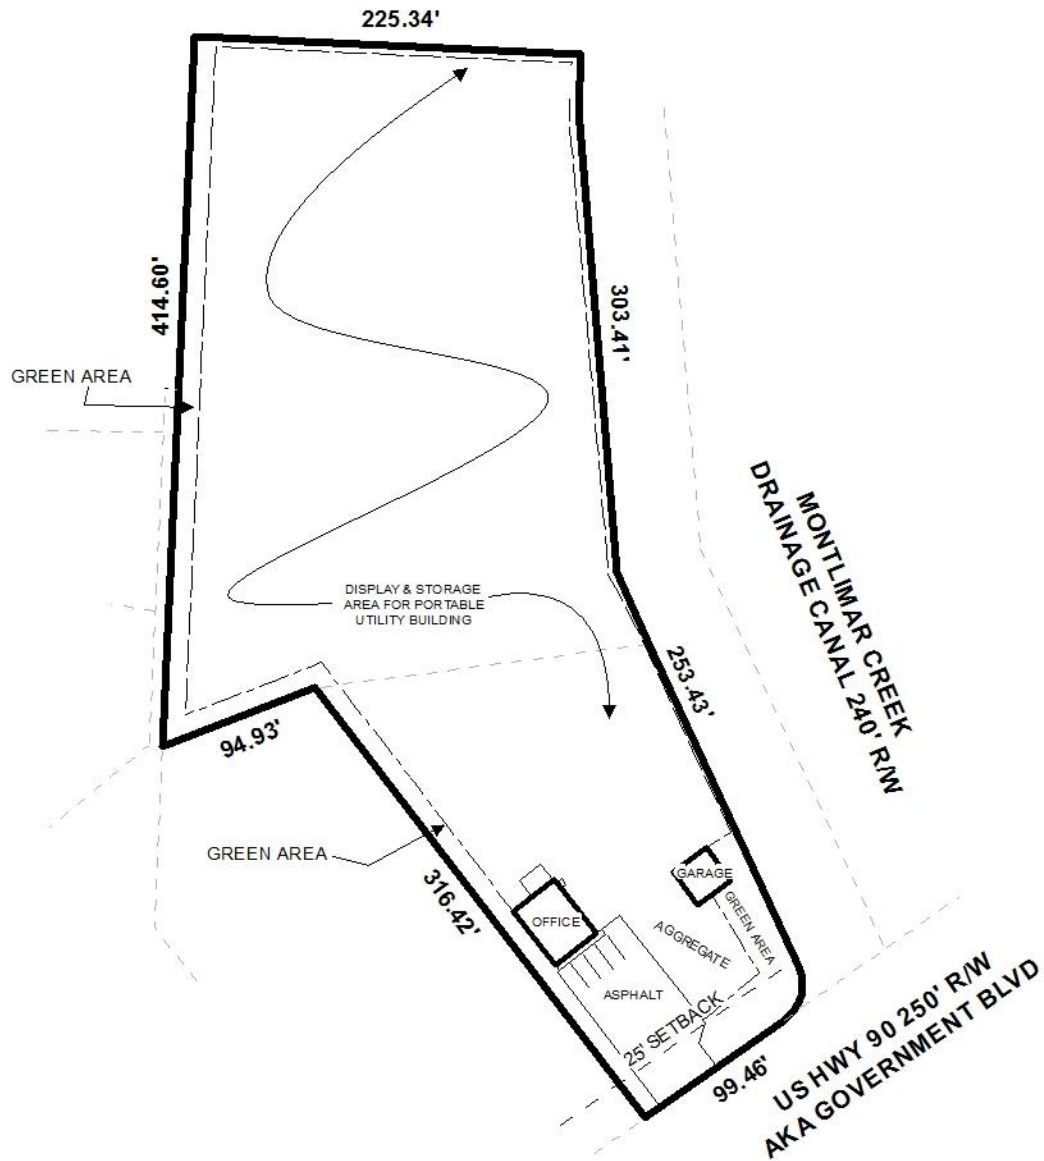 225.34'
414.60'
303.41'
GREEN AREA
MONTLIMAR CREEK
DRAINAGE CANAL 240' R/W
DISPLAY & STORAGE
AREA FOR PORTABLE
UTILITY BUILDING
253.43'
94.93'
GREEN AREA
316.42'
GARAGE
OFFICE
GREEN AREA
AGGREGATE
ASPHALT
25' SETBACK
99.46'
US HWY 90 250' R/W
AKA GOVERNMENT BLVD